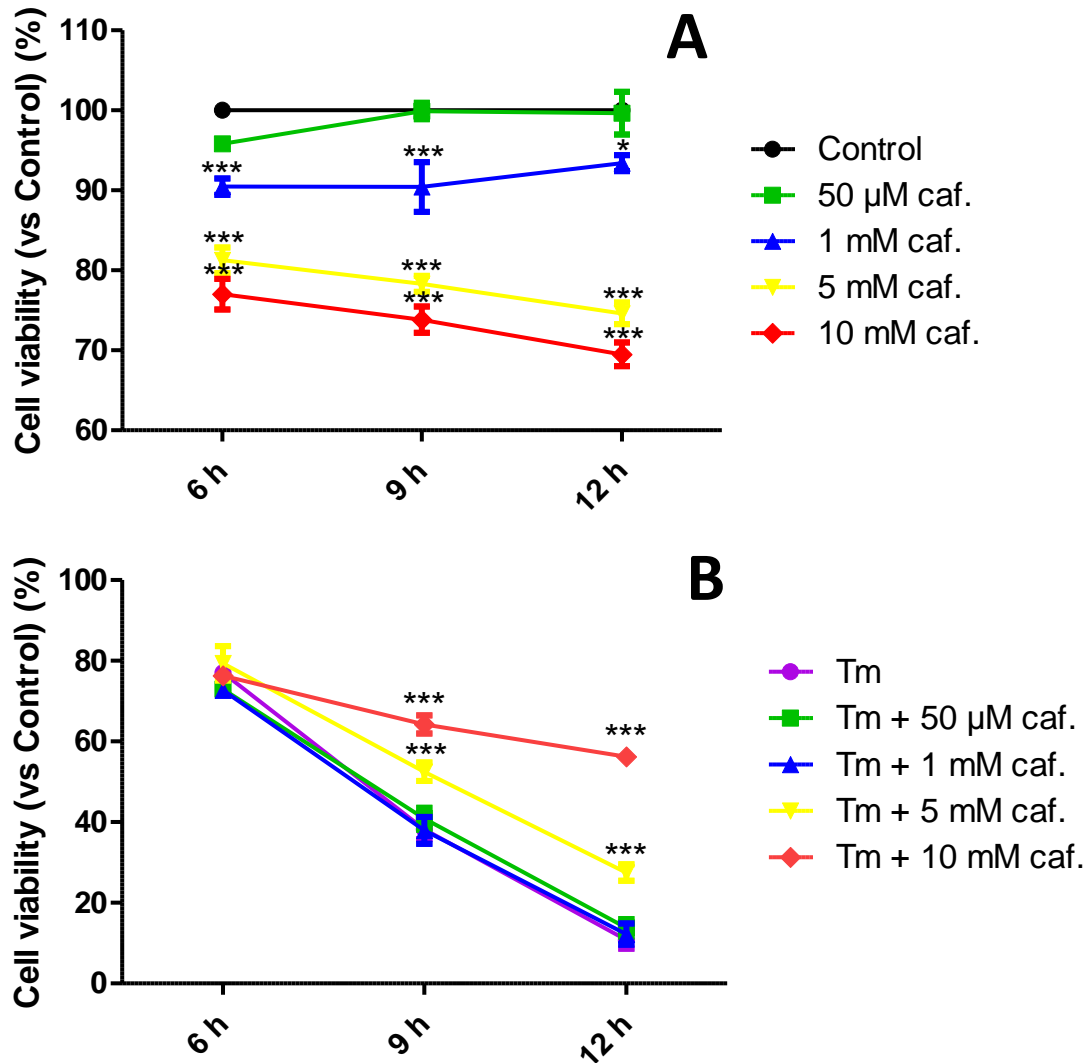 A
Cell viability (vs Control) (%)
110
100
90
80
70
60
***
***
*
***
***
***
***
***
***
6 h
9 h
12 h
Control
50 µM caf.
1 mM caf.
5 mM caf.
10 mM caf.
B
Cell viability (vs Control) (%)
100
80
60
40
20
0
***
***
***
***
6 h
9 h
12 h
Tm
Tm + 50 µM caf.
Tm + 1 mM caf.
Tm + 5 mM caf.
Tm + 10 mM caf.